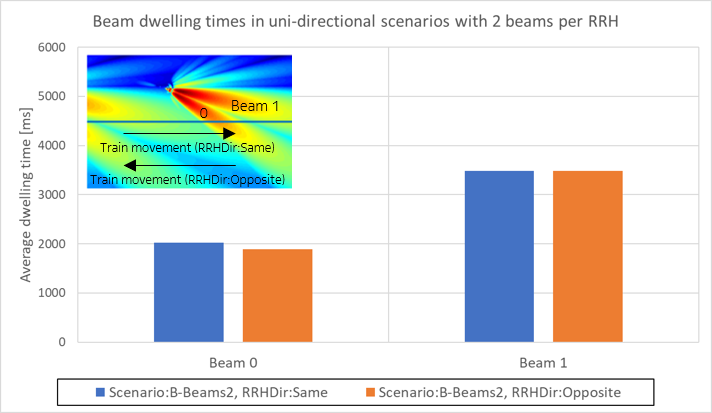 Beam dwelling times in uni-directional scenarios with 2 beams per RRH
Average dwelling time [ms]
6000
5000
4000
3000
2000
1000
0
Beam 1
0
Train movement (RRHDir:Same)
Train movement (RRHDir:Opposite)
Beam 0
Beam 1
Scenario:B-Beams2, RRHDir:Same
Scenario:B-Beams2, RRHDir:Opposite